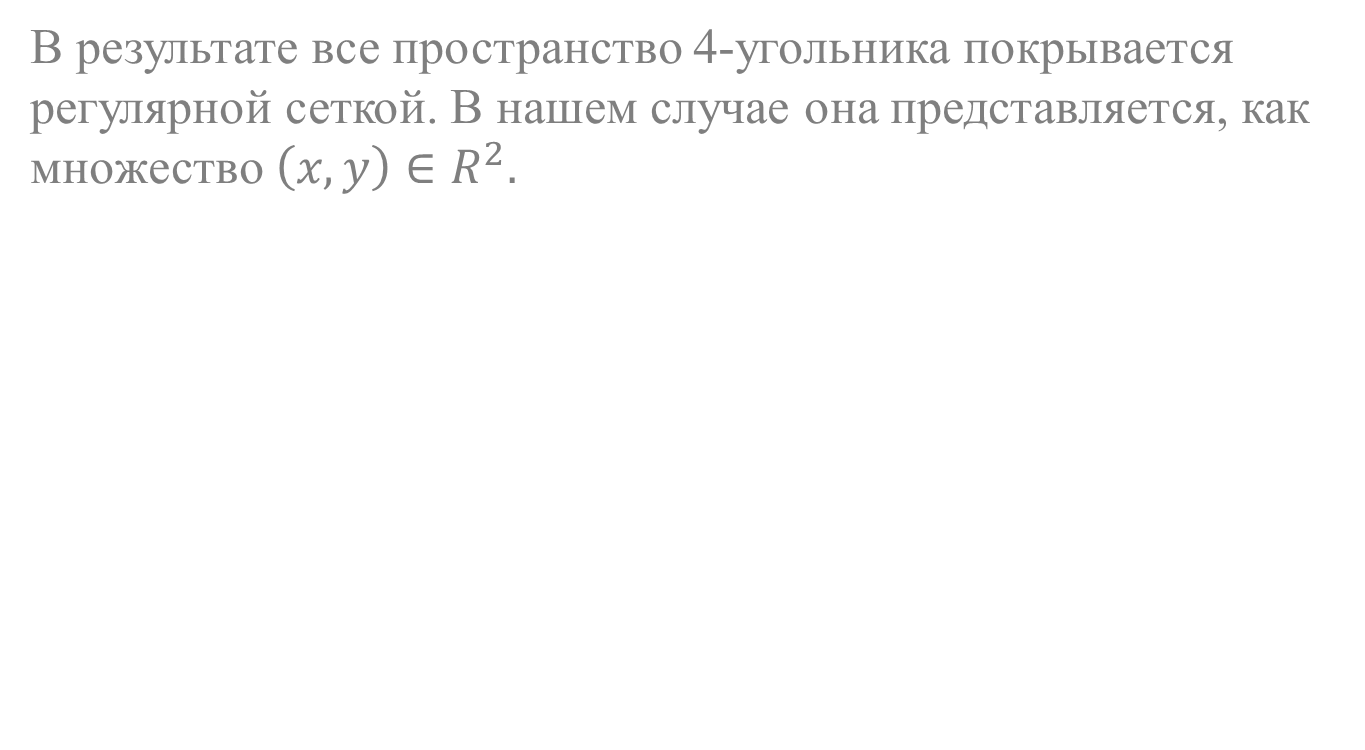 В результате все пространство 4-угольника покрывается
регулярной сеткой. В нашем случае она представляется, как
множество (x, y) ∈ R².